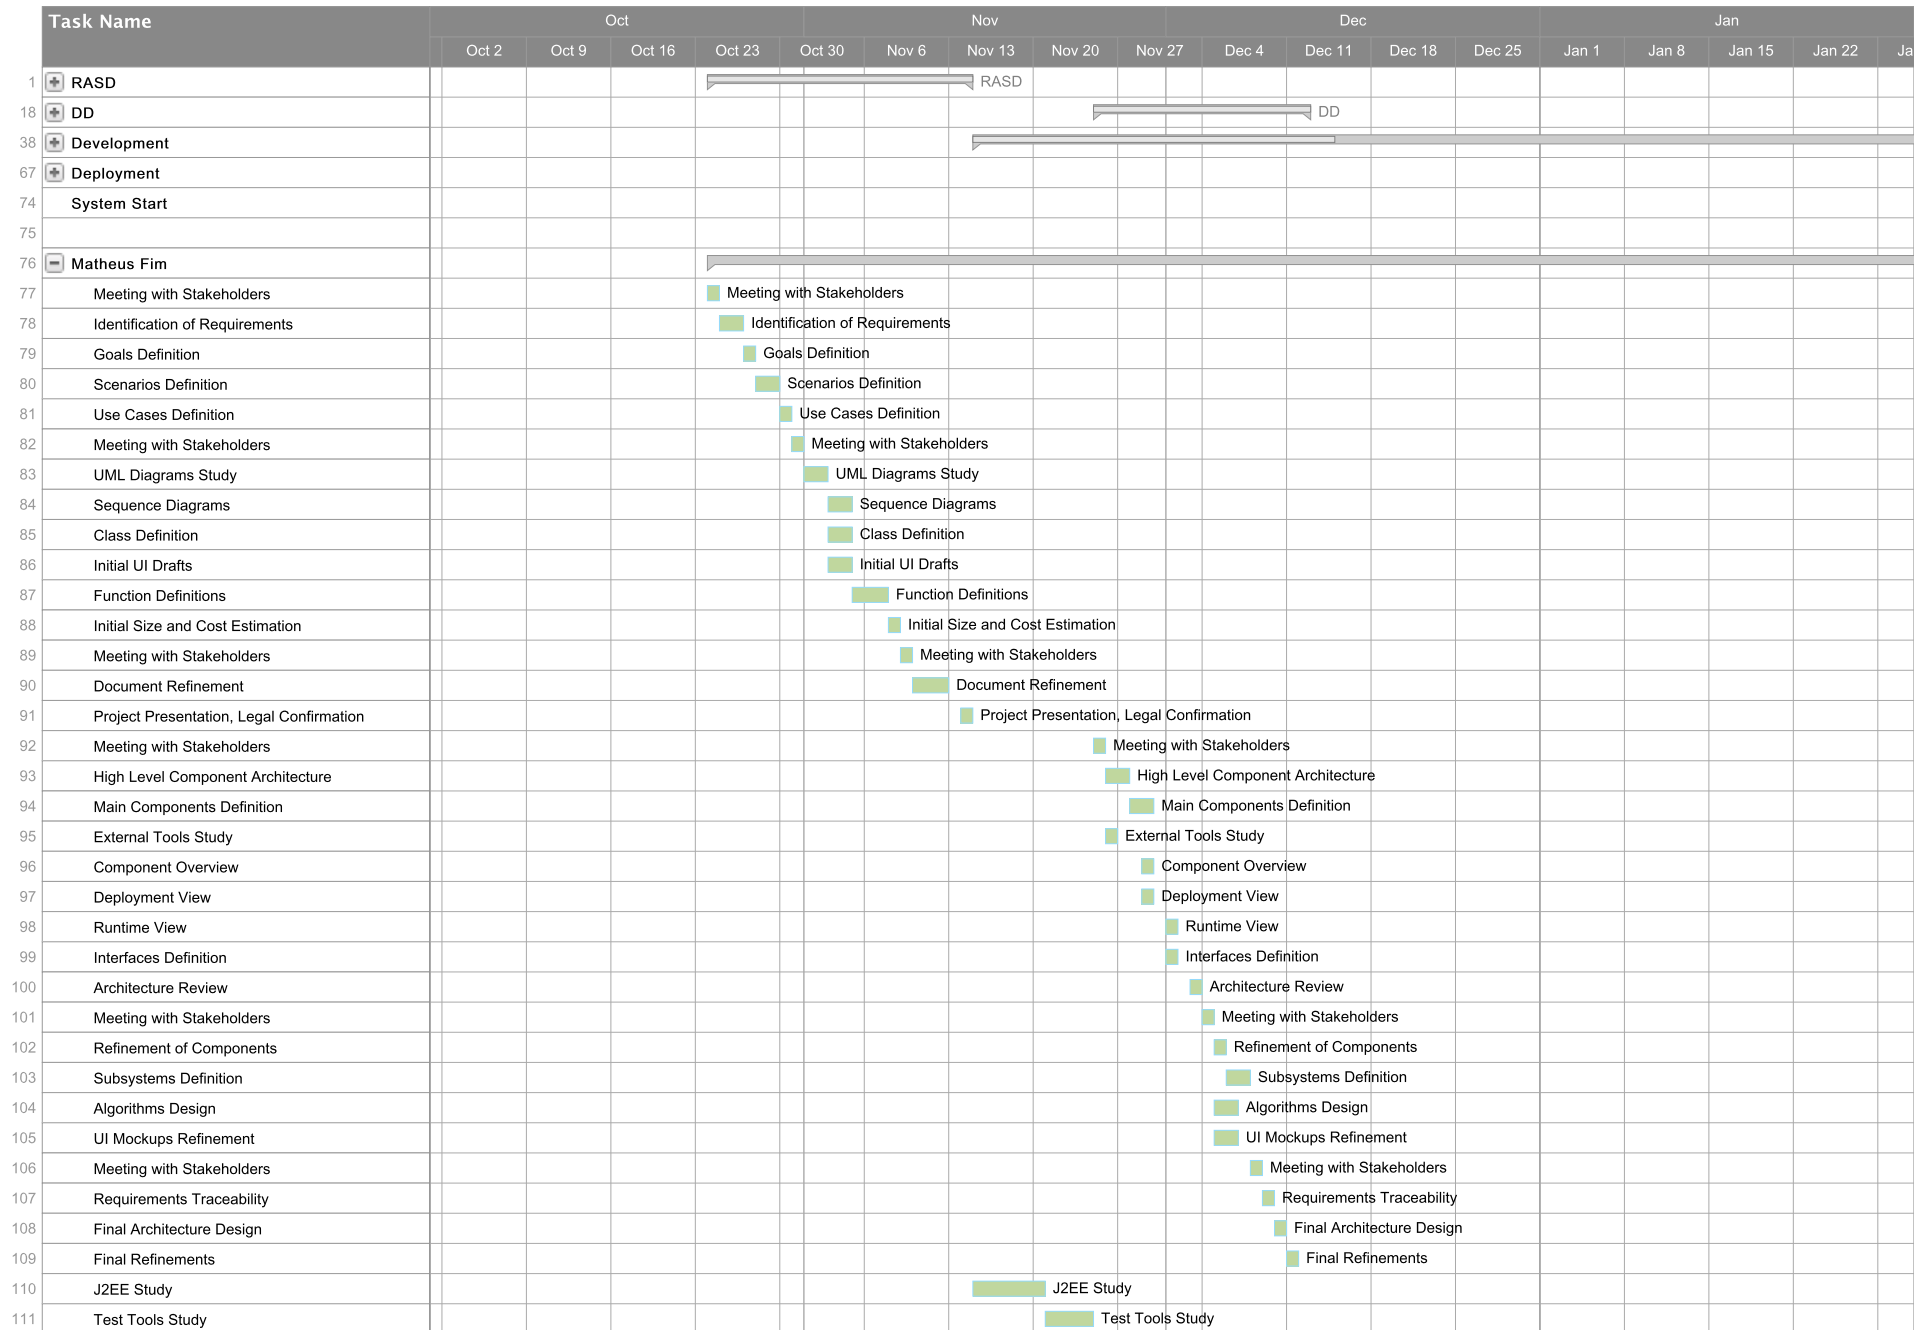 Task Name Oct Nov Dec Jan
Oct 2 Oct 9 Oct 16 Oct 23 Oct 30 Nov 6 Nov 13 Nov 20 Nov 27 Dec 4 Dec 11 Dec 18 Dec 25 Jan 1 Jan 8 Jan 15 Jan 22 Ja
1 RASD RASD
18 DD DD
38 Development
67 Deployment
74 System Start
75
76 Matheus Fim
77 Meeting with Stakeholders Meeting with Stakeholders
78 Identification of Requirements Identification of Requirements
79 Goals Definition Goals Definition
80 Scenarios Definition Scenarios Definition
81 Use Cases Definition Use Cases Definition
82 Meeting with Stakeholders Meeting with Stakeholders
83 UML Diagrams Study UML Diagrams Study
84 Sequence Diagrams Sequence Diagrams
85 Class Definition Class Definition
86 Initial UI Drafts Initial UI Drafts
87 Function Definitions Function Definitions
88 Initial Size and Cost Estimation Initial Size and Cost Estimation
89 Meeting with Stakeholders Meeting with Stakeholders
90 Document Refinement Document Refinement
91 Project Presentation, Legal Confirmation Project Presentation, Legal Confirmation
92 Meeting with Stakeholders Meeting with Stakeholders
93 High Level Component Architecture High Level Component Architecture
94 Main Components Definition Main Components Definition
95 External Tools Study External Tools Study
96 Component Overview Component Overview
97 Deployment View Deployment View
98 Runtime View Runtime View
99 Interfaces Definition Interfaces Definition
100 Architecture Review Architecture Review
101 Meeting with Stakeholders Meeting with Stakeholders
102 Refinement of Components Refinement of Components
103 Subsystems Definition Subsystems Definition
104 Algorithms Design Algorithms Design
105 UI Mockups Refinement UI Mockups Refinement
106 Meeting with Stakeholders Meeting with Stakeholders
107 Requirements Traceability Requirements Traceability
108 Final Architecture Design Final Architecture Design
109 Final Refinements Final Refinements
110 J2EE Study J2EE Study
111 Test Tools Study Test Tools Study